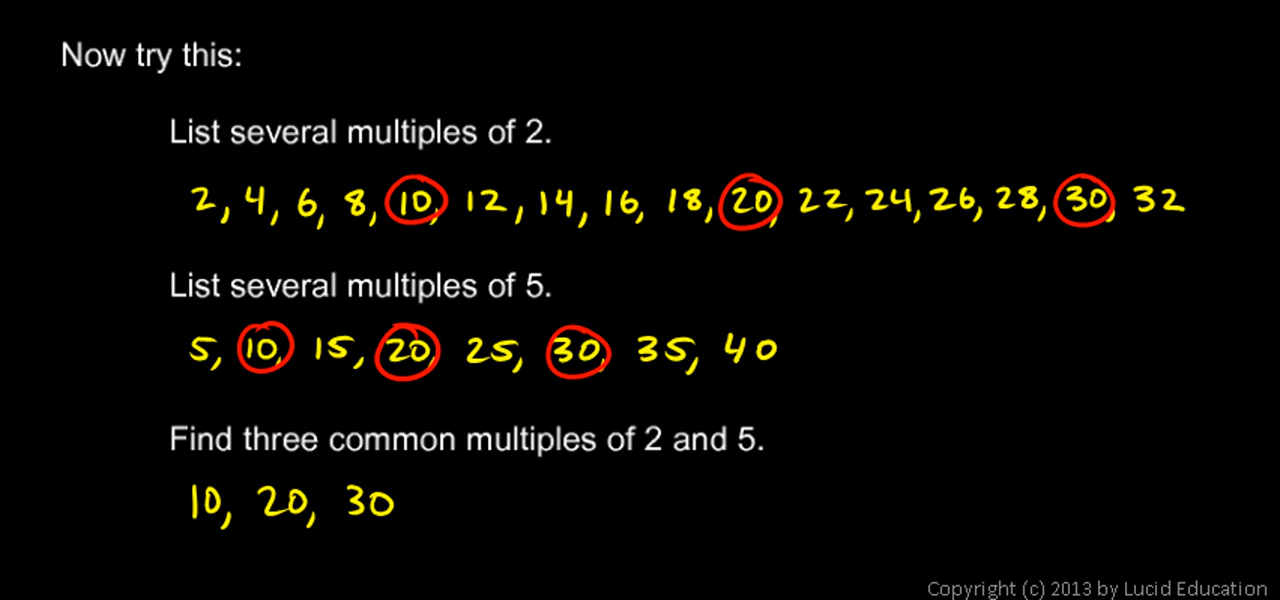 Now try this:
List several multiples of 2.
2, 4, 6, 8, 10, 12, 14, 16, 18, 20, 22, 24, 26, 28, 30, 32
List several multiples of 5.
5, 10, 15, 20, 25, 30, 35, 40
Find three common multiples of 2 and 5.
10, 20, 30
Copyright (c) 2013 by Lucid Education